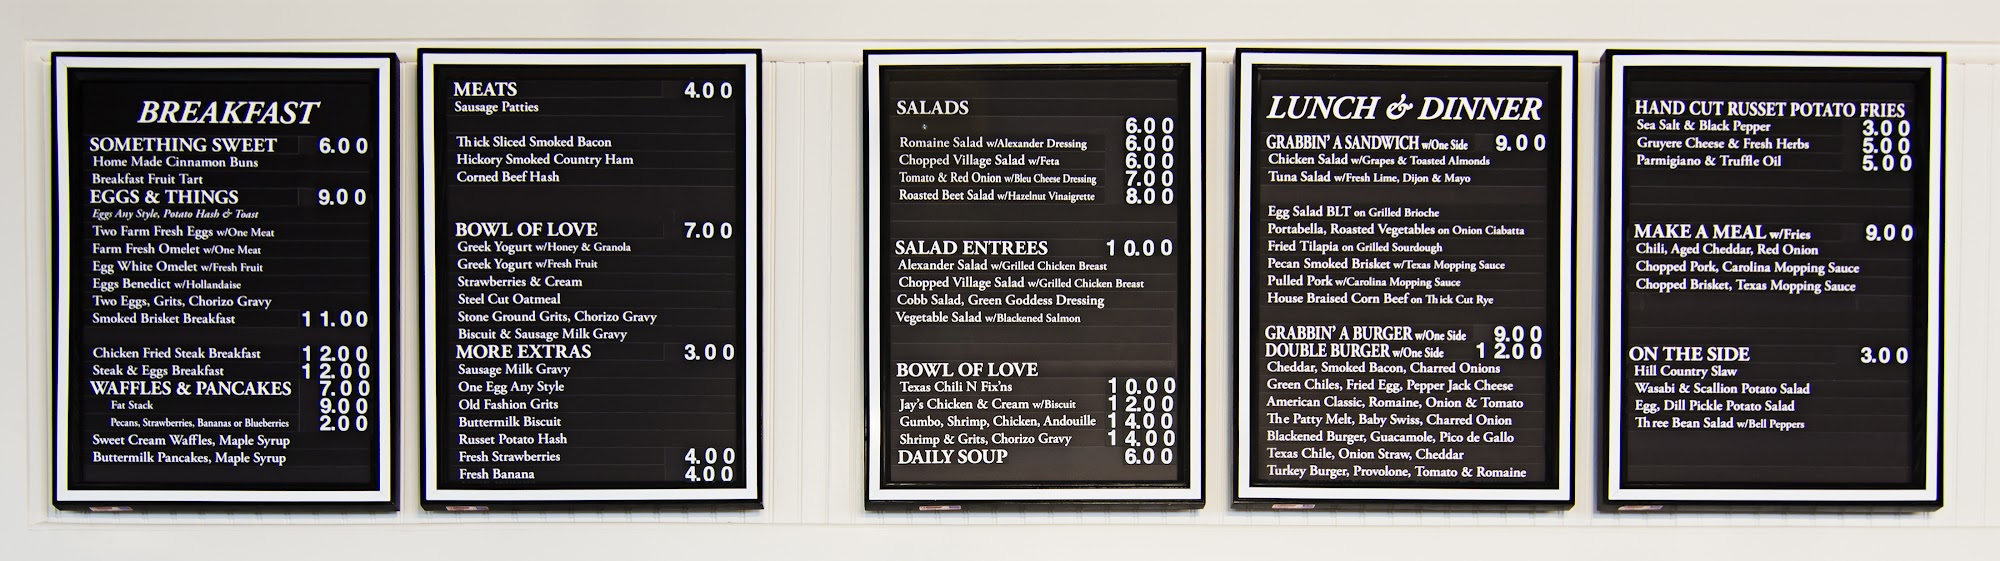 BREAKFAST
SOMETHING SWEET 6.00
Home Made Cinnamon Buns
Breakfast Fruit Tart
EGGS & THINGS 9.00
Eggs Any Style, Potato Hash & Toast
Two Farm Fresh Eggs w/One Meat
Farm Fresh Omelet w/One Meat
Egg White Omelet w/Fresh Fruit
Eggs Benedict w/Hollandaise
Two Eggs, Grits, Chorizo Gravy
Smoked Brisket Breakfast 11.00
Chicken Fried Steak Breakfast 12.00
Steak & Eggs Breakfast 12.00
WAFFLES & PANCAKES 7.00
Fat Stack 9.00
Pecans, Strawberries, Bananas or Blueberries 2.00
Sweet Cream Waffles, Maple Syrup
Buttermilk Pancakes, Maple Syrup
MEATS 4.00
Sausage Patties
Thick Sliced Smoked Bacon
Hickory Smoked Country Ham
Corned Beef Hash
BOWL OF LOVE 7.00
Greek Yogurt w/Honey & Granola
Greek Yogurt w/Fresh Fruit
Strawberries & Cream
Steel Cut Oatmeal
Stone Ground Grits, Chorizo Gravy
Biscuit & Sausage Milk Gravy
MORE EXTRAS 3.00
Sausage Milk Gravy
One Egg Any Style
Old Fashion Grits
Buttermilk Biscuit
Russet Potato Hash
Fresh Strawberries 4.00
Fresh Banana 4.00
SALADS
6.00
Romaine Salad w/Alexander Dressing 6.00
Chopped Village Salad w/Feta 6.00
Tomato & Red Onion w/Bleu Cheese Dressing 7.00
Roasted Beet Salad w/Hazelnut Vinaigrette 8.00
SALAD ENTREES 10.00
Alexander Salad w/Grilled Chicken Breast
Chopped Village Salad w/Grilled Chicken Breast
Cobb Salad, Green Goddess Dressing
Vegetable Salad w/Blackened Salmon
BOWL OF LOVE
Texas Chili N Fix'ns 10.00
Jay's Chicken & Cream w/Biscuit 12.00
Gumbo, Shrimp, Chicken, Andouille 14.00
Shrimp & Grits, Chorizo Gravy 14.00
DAILY SOUP 6.00
LUNCH & DINNER
GRABBIN' A SANDWICH w/One Side 9.00
Chicken Salad w/Grapes & Toasted Almonds
Tuna Salad w/Fresh Lime, Dijon & Mayo
Egg Salad BLT on Grilled Brioche
Portabella, Roasted Vegetables on Onion Ciabatta
Fried Tilapia on Grilled Sourdough
Pecan Smoked Brisket w/Texas Mopping Sauce
Pulled Pork w/Carolina Mopping Sauce
House Braised Corn Beef on Thick Cut Rye
GRABBIN' A BURGER w/One Side 9.00
DOUBLE BURGER w/One Side 12.00
Cheddar, Smoked Bacon, Charred Onions
Green Chiles, Fried Egg, Pepper Jack Cheese
American Classic, Romaine, Onion & Tomato
The Patty Melt, Baby Swiss, Charred Onion
Blackened Burger, Guacamole, Pico de Gallo
Texas Chile, Onion Straw, Cheddar
Turkey Burger, Provolone, Tomato & Romaine
HAND CUT RUSSET POTATO FRIES
Sea Salt & Black Pepper 3.00
Gruyere Cheese & Fresh Herbs 5.00
Parmigiano & Truffle Oil 5.00
MAKE A MEAL w/Fries 9.00
Chili, Aged Cheddar, Red Onion
Chopped Pork, Carolina Mopping Sauce
Chopped Brisket, Texas Mopping Sauce
ON THE SIDE 3.00
Hill Country Slaw
Wasabi & Scallion Potato Salad
Egg, Dill Pickle Potato Salad
Three Bean Salad w/Bell Peppers